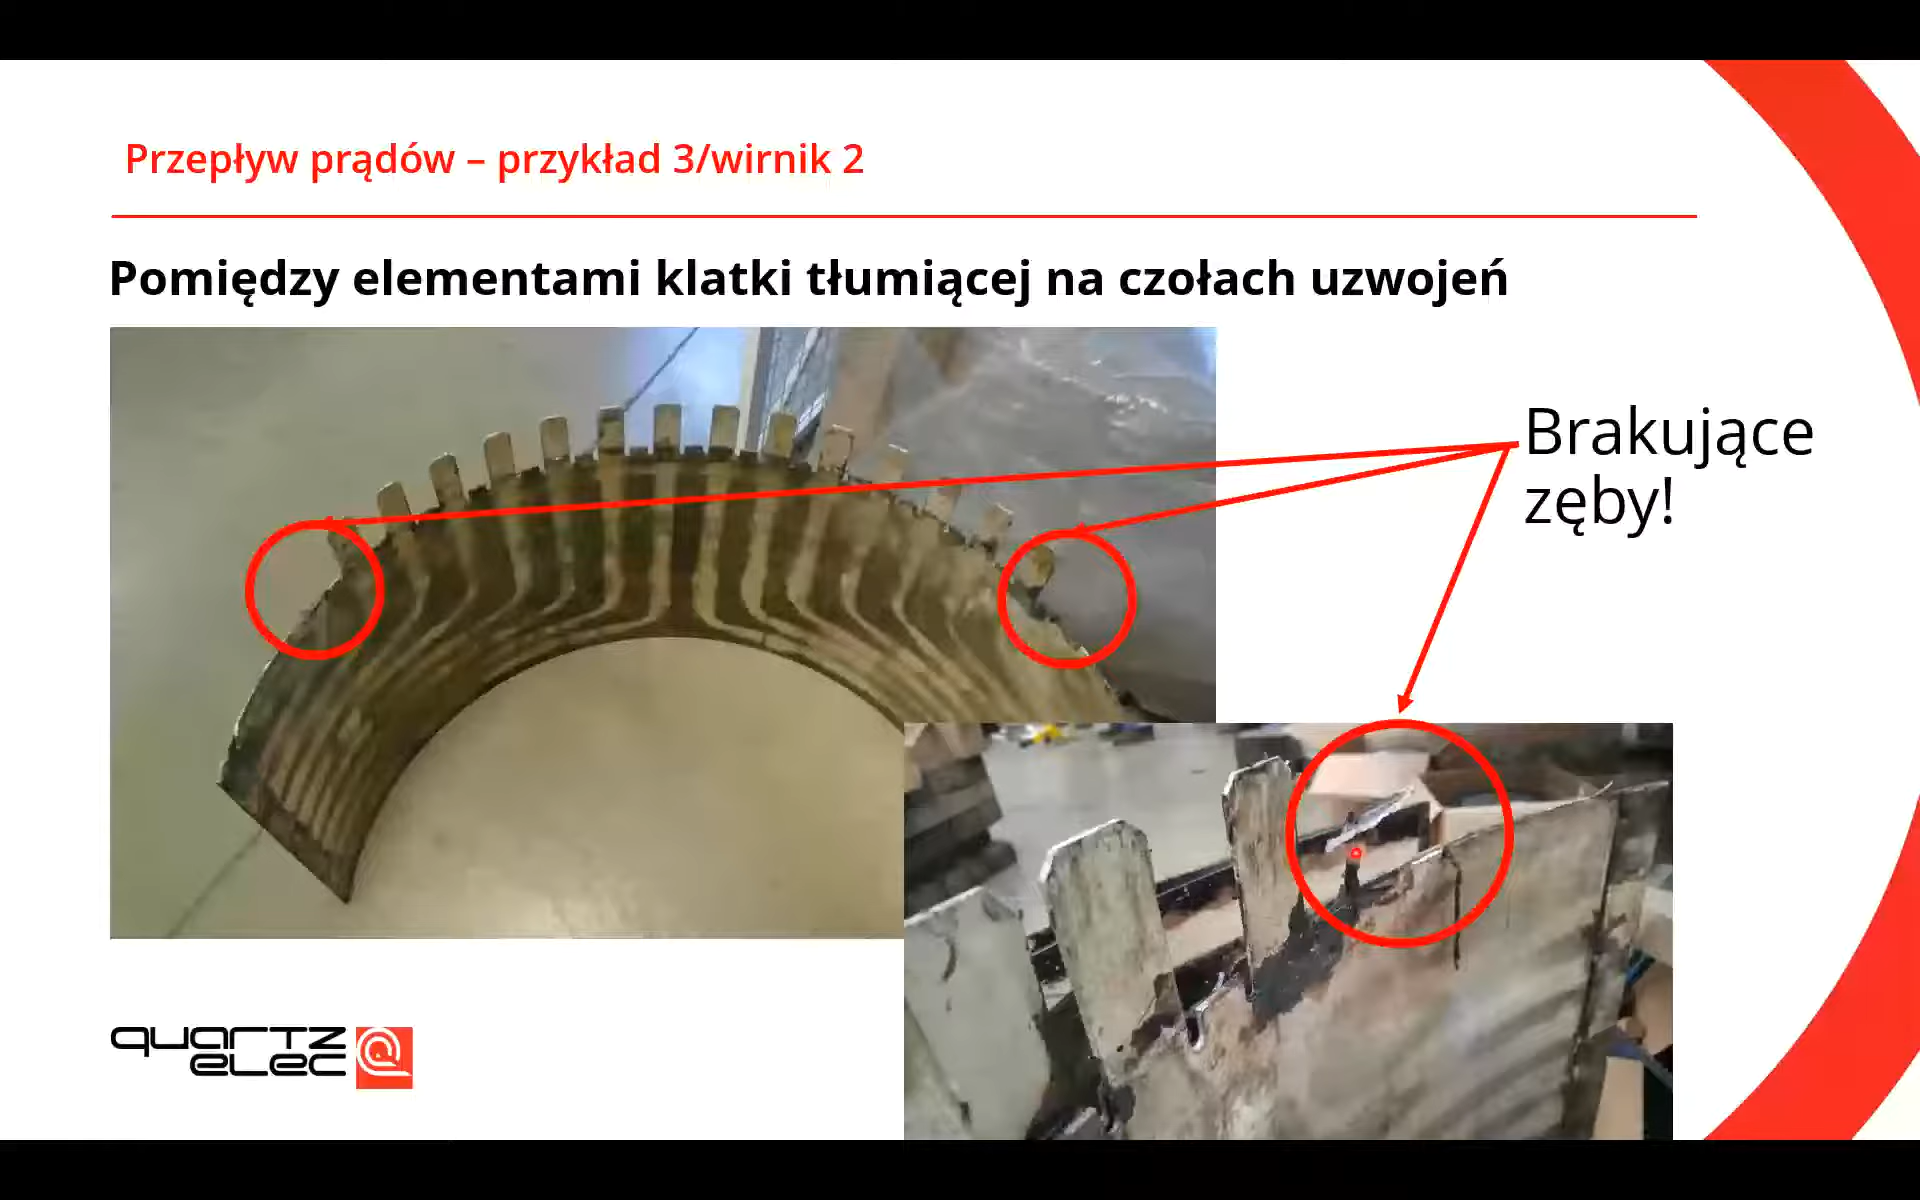 Przepływ prądów – przykład 3/wirnik 2
Pomiędzy elementami klatki tłumiącej na czołach uzwojeń
Brakujące
zęby!
quartz
elec